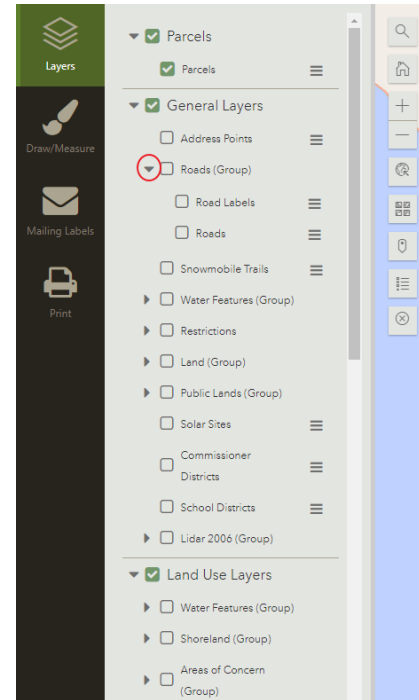 Layers
Draw/Measure
Mailing Labels
Print
Parcels
Parcels
General Layers
Address Points
Roads (Group)
Road Labels
Roads
Snowmobile Trails
Water Features (Group)
Restrictions
Land (Group)
Public Lands (Group)
Solar Sites
Commissioner
Districts
School Districts
Lidar 2006 (Group)
Land Use Layers
Water Features (Group)
Shoreland (Group)
Areas of Concern
(Group)